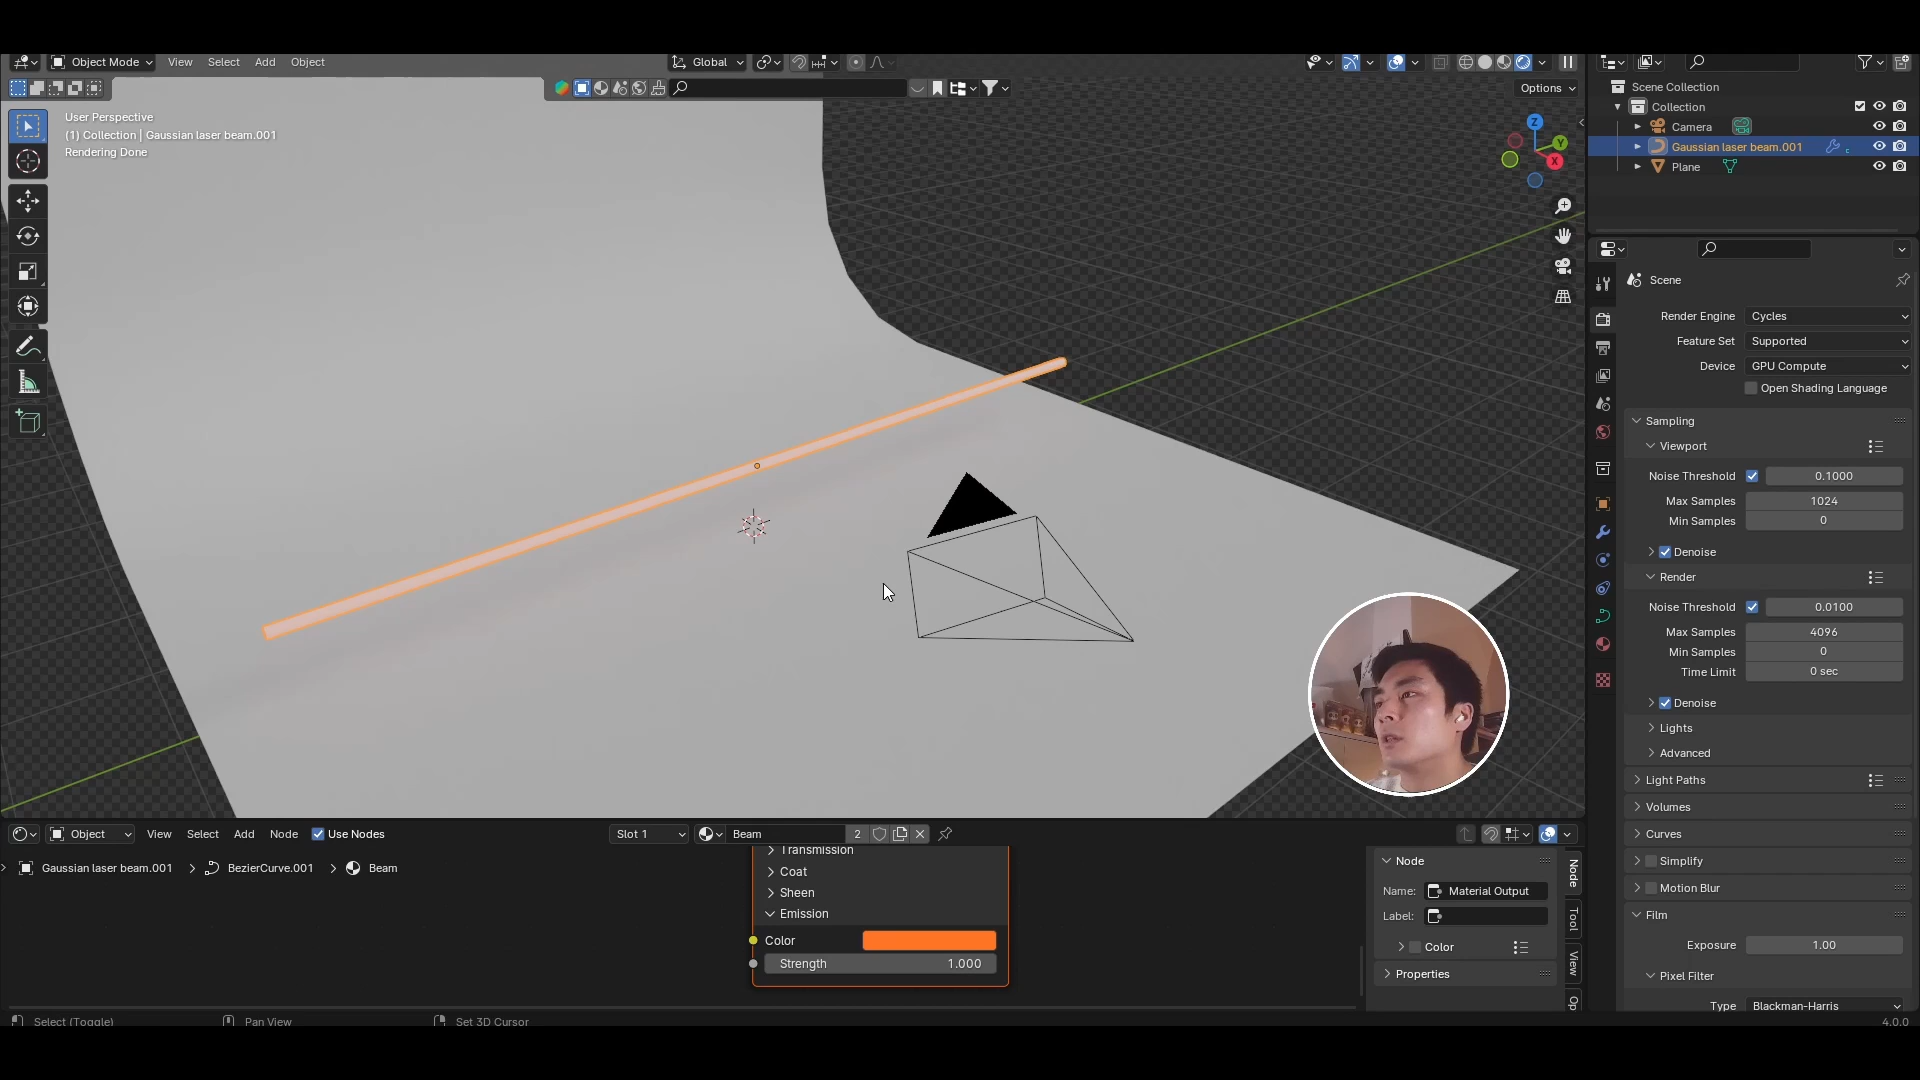 Object Mode View Select Add Object Global
Options
User Perspective
(1) Collection | Gaussian laser beam.001
Rendering Done
Z
Y
X
Scene Collection
Collection
Camera
Gaussian laser beam.001
Plane
Scene
Render Engine Cycles
Feature Set Supported
Device GPU Compute
Open Shading Language
Sampling
Viewport
Noise Threshold 0.1000
Max Samples 1024
Min Samples 0
Denoise
Render
Noise Threshold 0.0100
Max Samples 4096
Min Samples 0
Time Limit 0 sec
Denoise
Lights
Advanced
Light Paths
Volumes
Curves
Simplify
Motion Blur
Film
Exposure 1.00
Pixel Filter
Type Blackman-Harris
Object View Select Add Node Use Nodes Slot 1 Beam 2
Gaussian laser beam.001 BezierCurve.001 Beam
Transmission
Coat
Sheen
Emission
Color
Strength 1.000
Node
Name: Material Output
Label:
Color
Properties
Node
Tool
View
Op
Select (Toggle) Pan View Set 3D Cursor 4.0.0